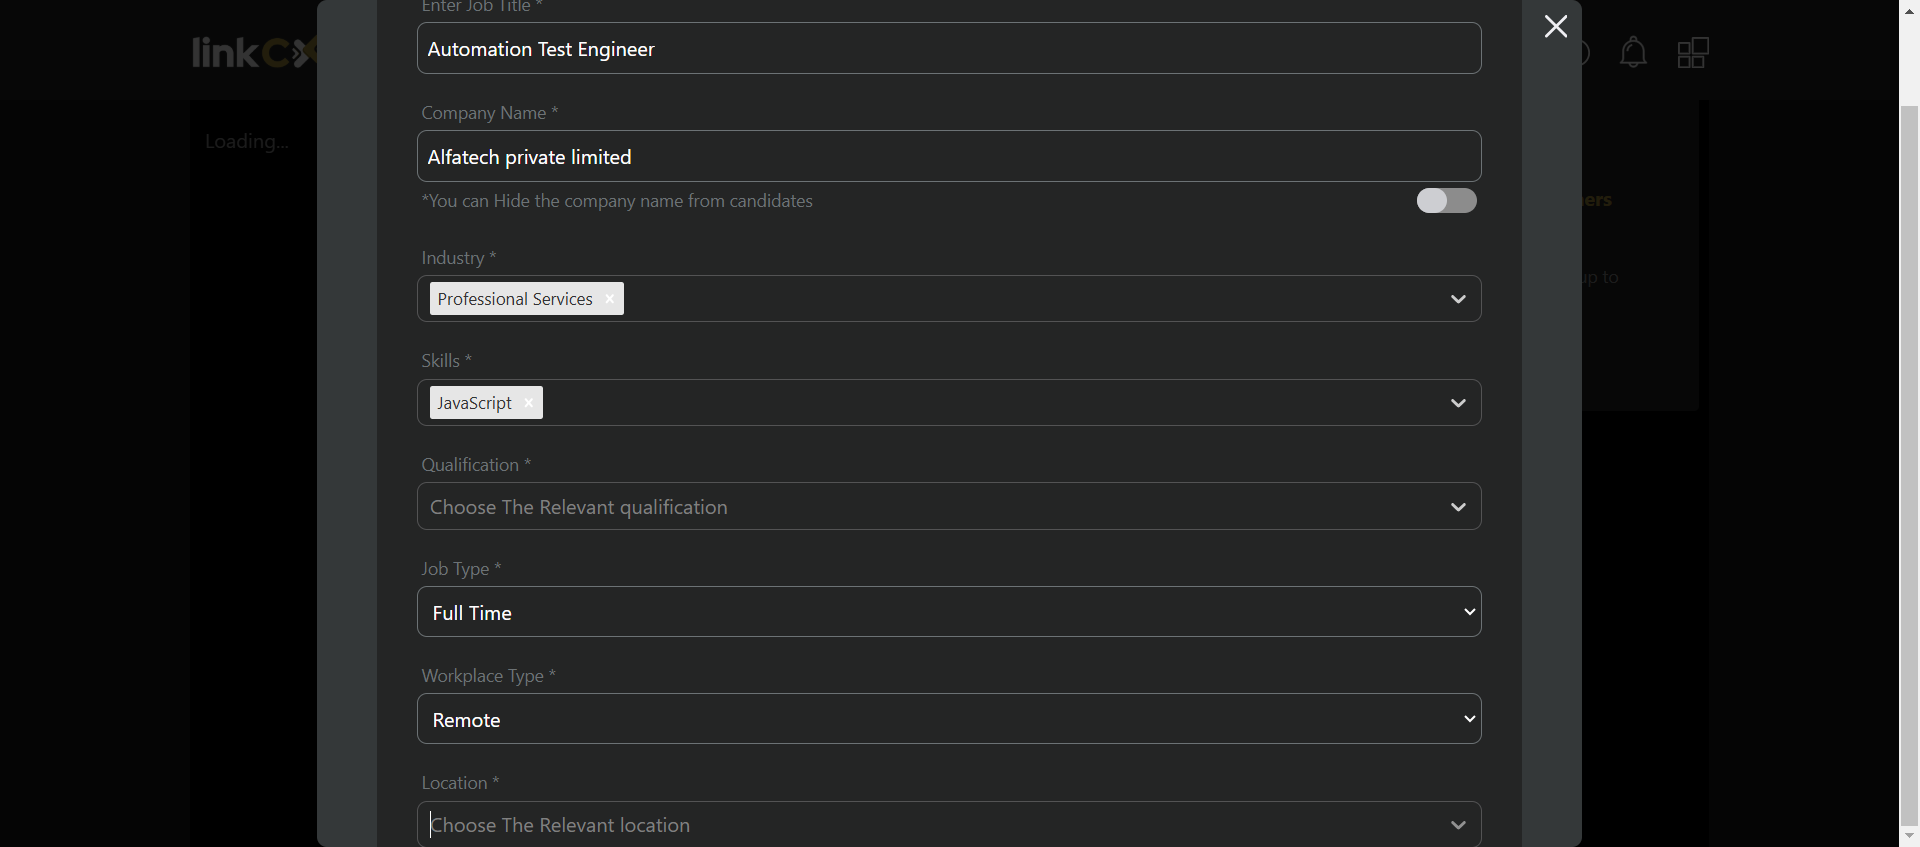 Enter Job Title *
linkCX
Automation Test Engineer
Company Name *
Loading...
Alfatech private limited
*You can Hide the company name from candidates
ers
Industry *
up to
Professional Services ×
Skills *
JavaScript ×
Qualification *
Choose The Relevant qualification
Job Type *
Full Time
Workplace Type *
Remote
Location *
Choose The Relevant location